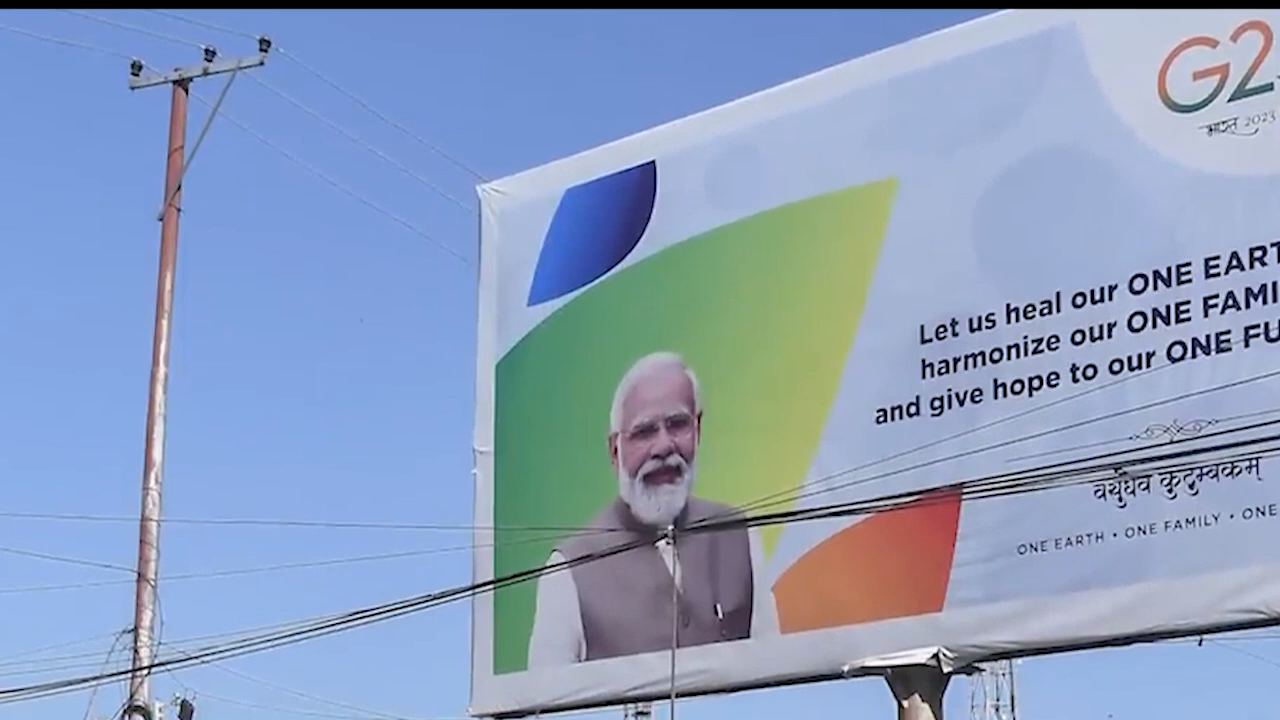 G2
भारत 2023
Let us heal our ONE EART
harmonize our ONE FAMI
and give hope to our ONE FU
वसुधैव कुटुम्बकम्
ONE EARTH • ONE FAMILY • ONE